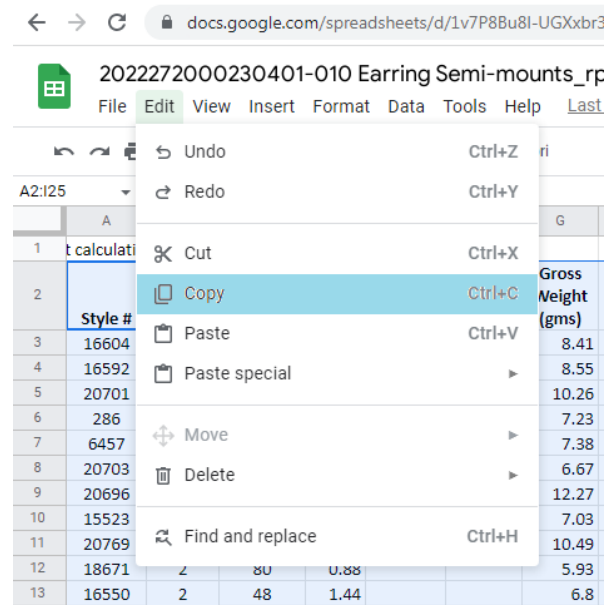 docs.google.com/spreadsheets/d/1v7P8Bu8I-UGXxbr3
2022272000230401-010 Earring Semi-mounts_rp
File Edit View Insert Format Data Tools Help Last
Undo Ctrl+Z ri
A2:I25 Redo Ctrl+Y
A G
1 t calculati Cut Ctrl+X
2 Style # Copy Ctrl+C Gross
Weight
(gms)
Paste Ctrl+V
3 16604 8.41
4 16592 Paste special 8.55
5 20701 10.26
6 286 7.23
7 6457 Move 7.38
8 20703 Delete 6.67
9 20696 12.27
10 15523 Find and replace Ctrl+H 7.03
11 20769 10.49
12 18671 2 80 0.88 5.93
13 16550 2 48 1.44 6.8